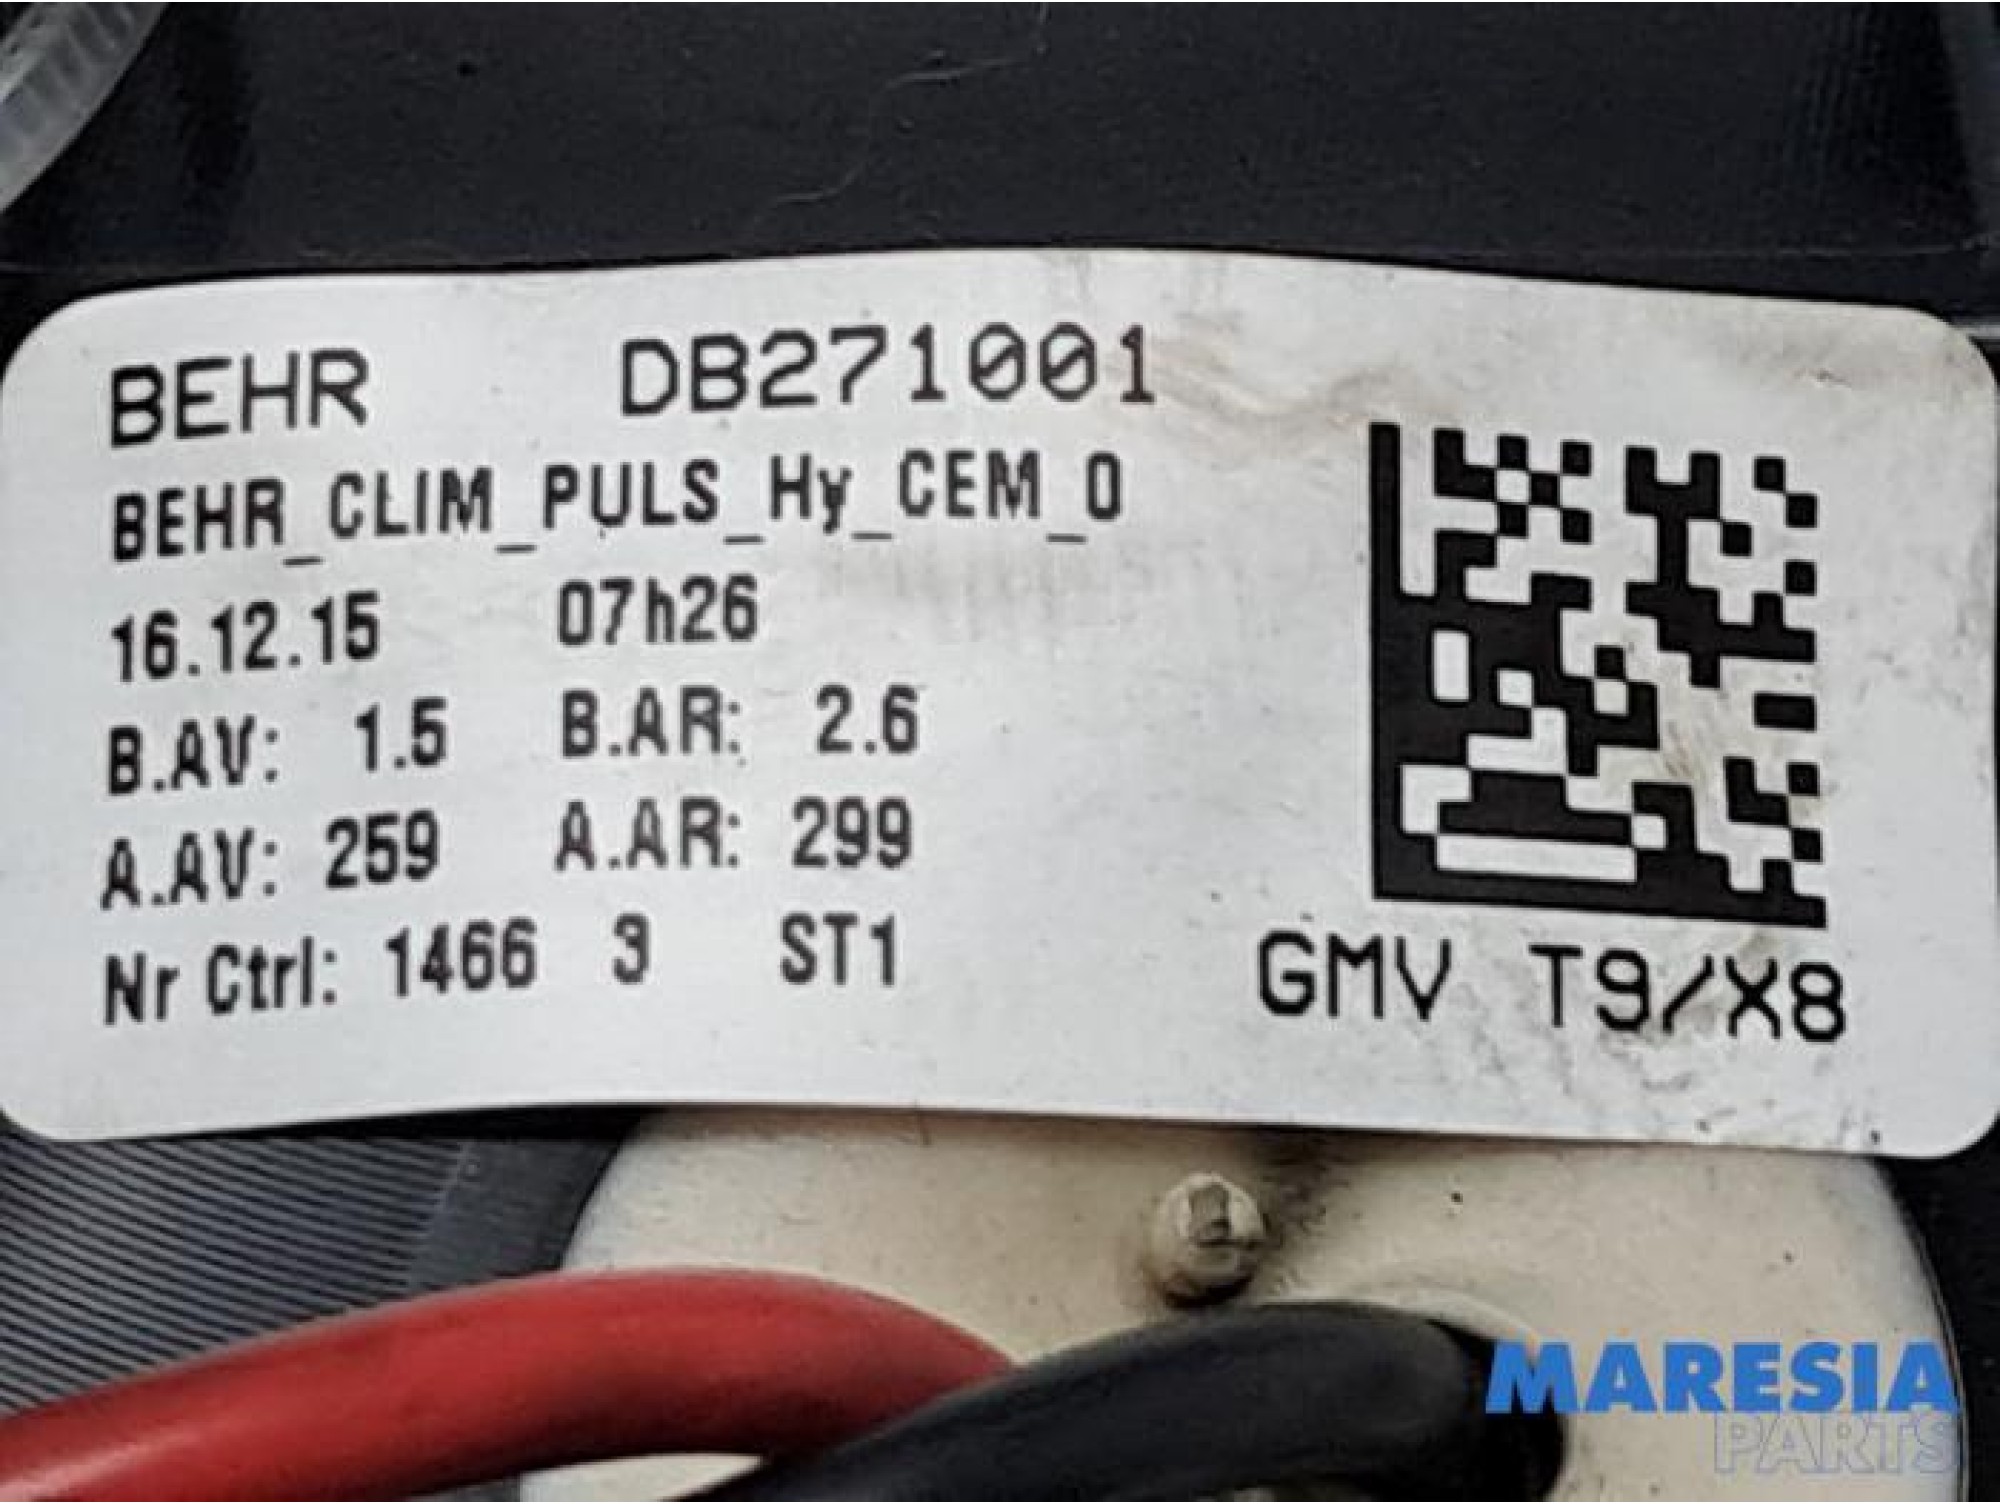 BEHR DB271001
BEHR_CLIM_PULS_Hy_CEM_0
16.12.15 07h26
B.AV: 1.5 B.AR: 2.6
A.AV: 259 A.AR: 299
Nr Ctrl: 1466 3 ST1
GMV T9/X8
MARESIA
PARTS